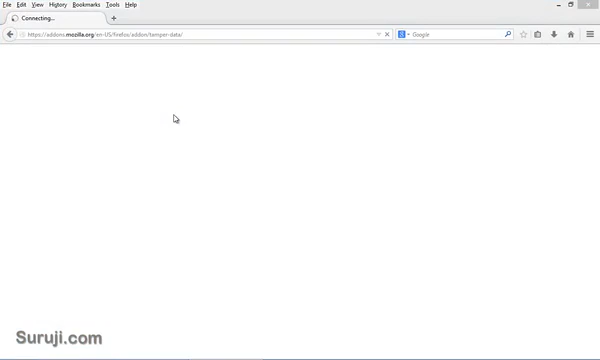 File Edit View History Bookmarks Tools Help
Connecting...
https://addons.mozilla.org/en-US/firefox/addon/tamper-data/
Google
Suruji.com